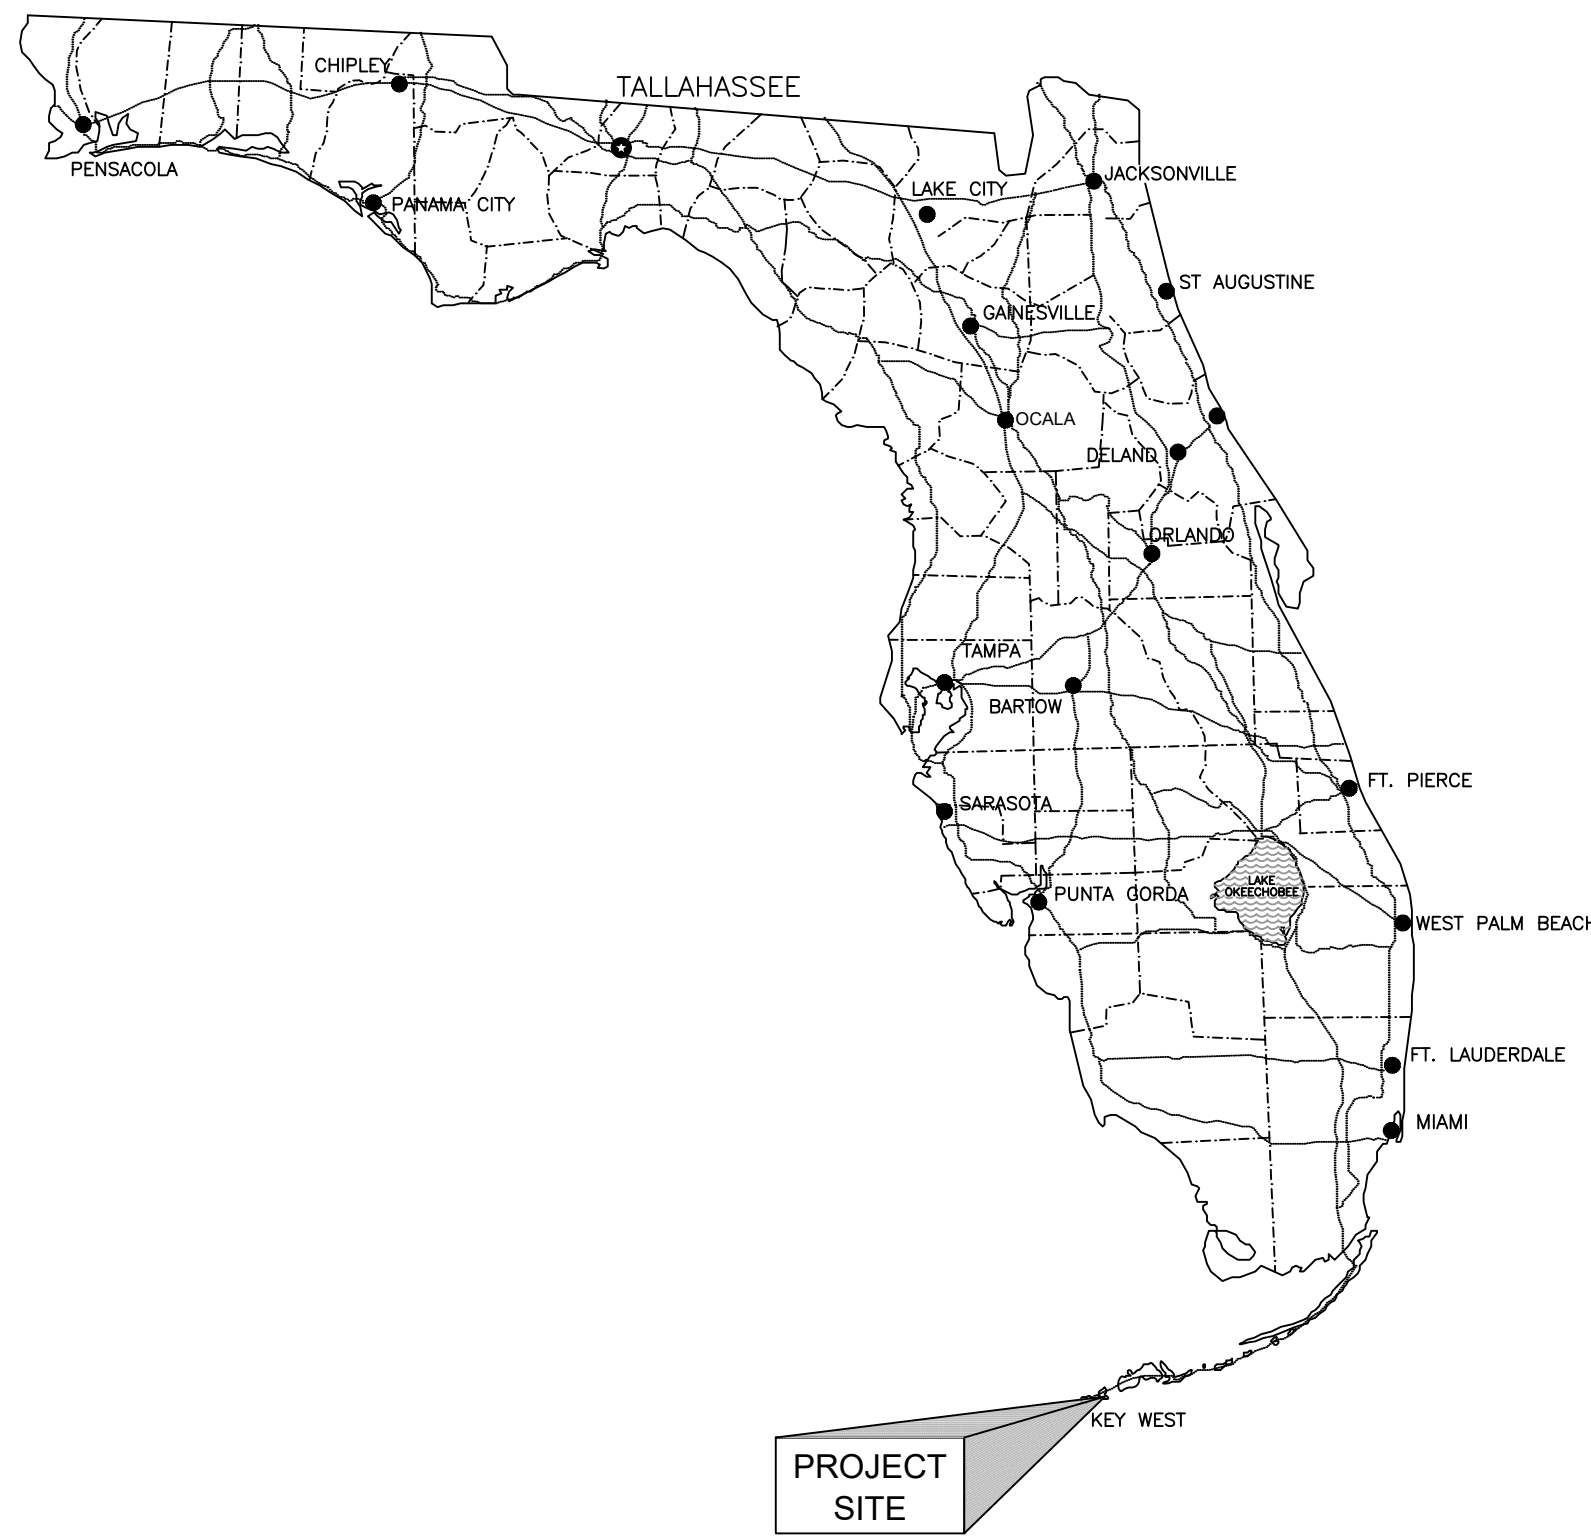 CHIPLEY
TALLAHASSEE
PENSACOLA
PANAMA CITY
LAKE CITY
JACKSONVILLE
ST AUGUSTINE
GAINESVILLE
OCALA
DELAND
ORLANDO
TAMPA
BARTOW
FT. PIERCE
SARASOTA
LAKE
OKEECHOBEE
PUNTA GORDA
WEST PALM BEACH
FT. LAUDERDALE
MIAMI
KEY WEST
PROJECT
SITE